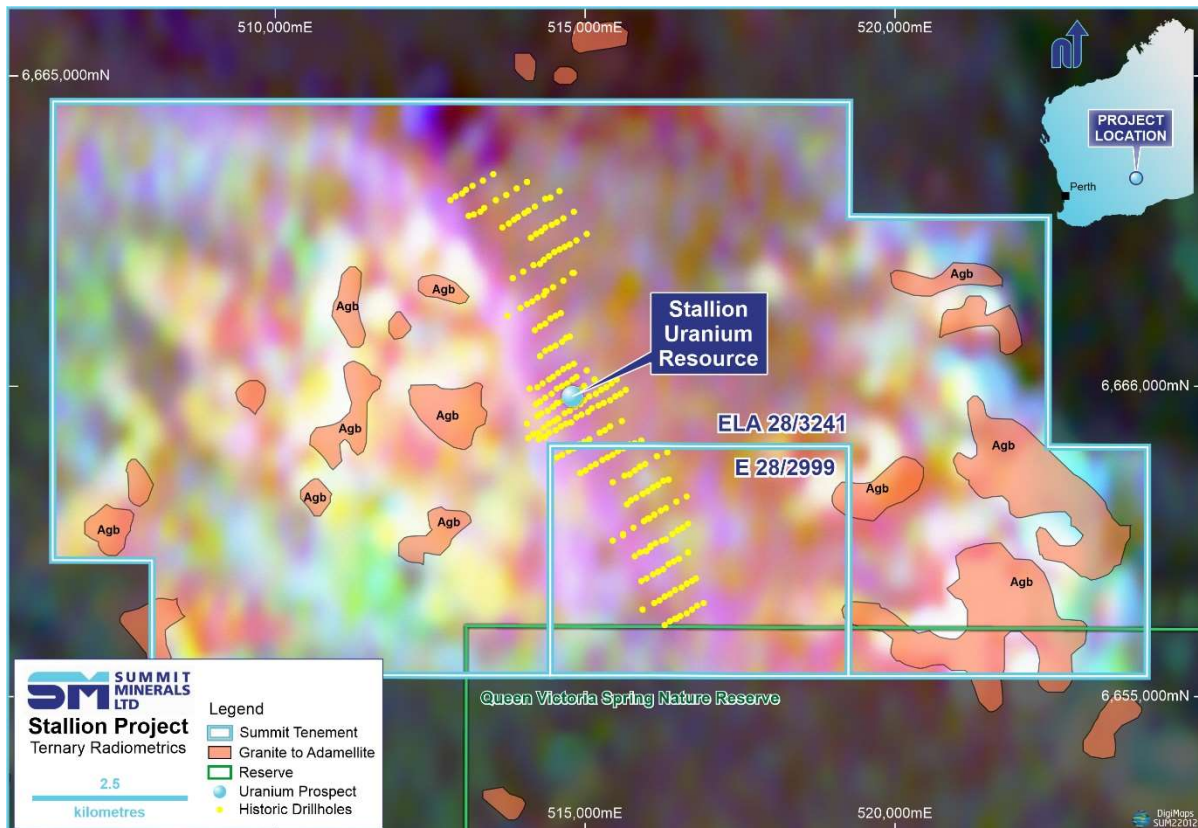 510,000mE
515,000mE
520,000mE
6,665,000mN
PROJECT
LOCATION
Perth
Agb
Agb
Agb
Stallion
Uranium
Resource
6,666,000mN
Agb
Agb
ELA 28/3241
E 28/2999
Agb
Agb
Agb
Agb
Agb
Agb
6,655,000mN
Queen Victoria Spring Nature Reserve
SM SUMMIT
MINERALS
LTD
Stallion Project
Ternary Radiometrics
2.5
kilometres
Legend
Summit Tenement
Granite to Adamellite
Reserve
Uranium Prospect
Historic Drillholes
515,000mE
520,000mE
DigiMaps
SUM22012